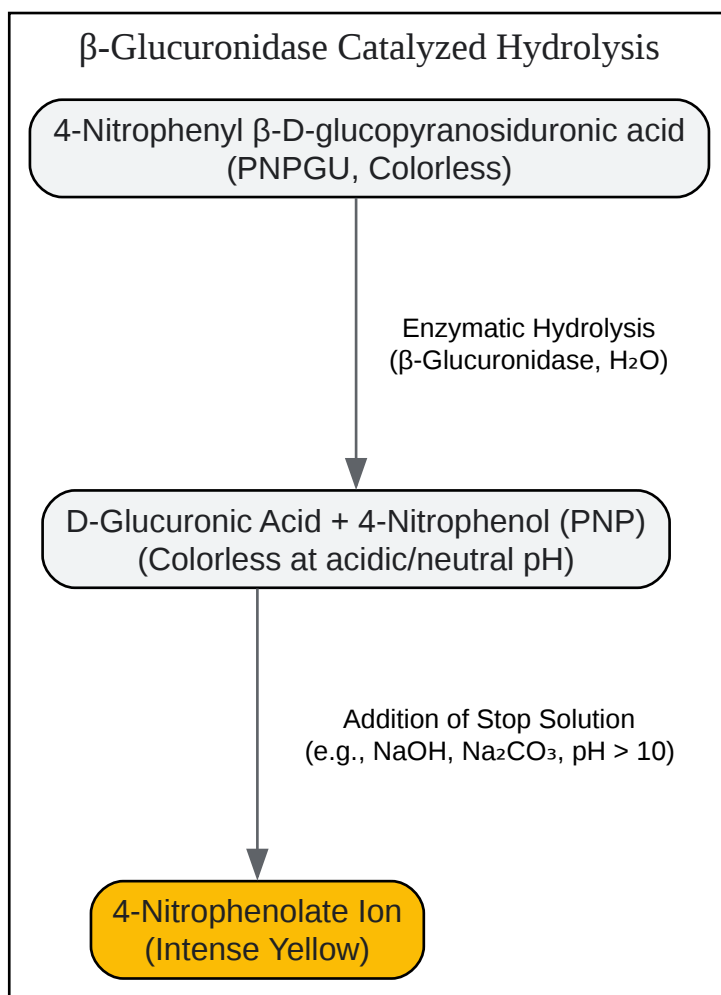 β-Glucuronidase Catalyzed Hydrolysis
4-Nitrophenyl β-D-glucopyranosiduronic acid
(PNPGU, Colorless)
Enzymatic Hydrolysis
(β-Glucuronidase, H₂O)
D-Glucuronic Acid + 4-Nitrophenol (PNP)
(Colorless at acidic/neutral pH)
Addition of Stop Solution
(e.g., NaOH, Na₂CO₃, pH > 10)
4-Nitrophenolate Ion
(Intense Yellow)